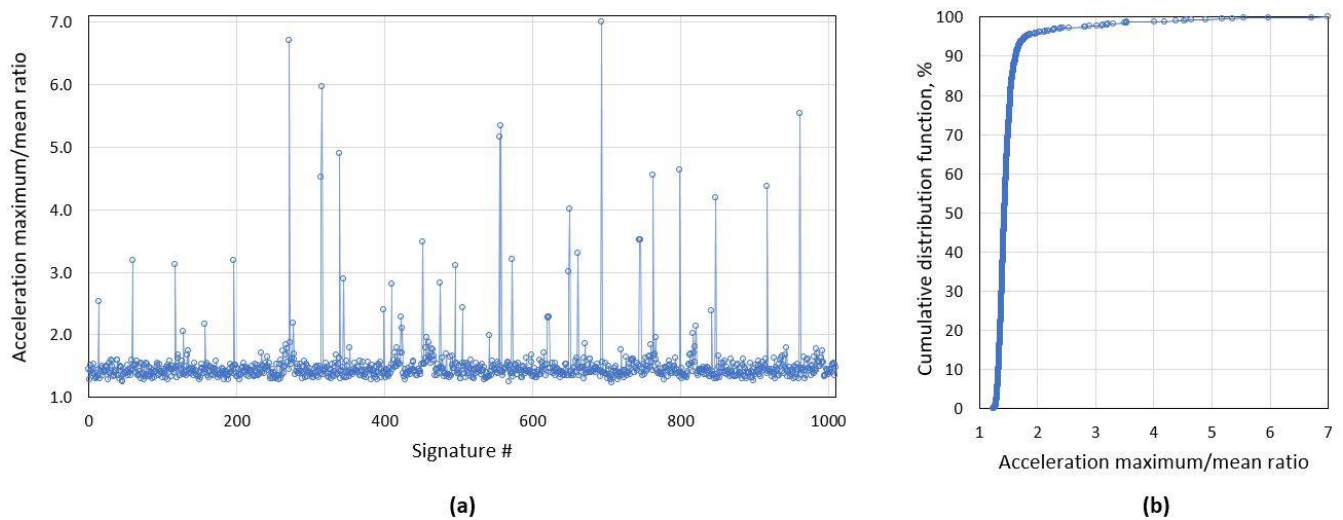 Acceleration maximum/mean ratio
7.0
6.0
5.0
4.0
3.0
2.0
1.0
0 200 400 600 800 1000
Signature #
(a)
Cumulative distribution function, %
100
90
80
70
60
50
40
30
20
10
0
1 2 3 4 5 6 7
Acceleration maximum/mean ratio
(b)